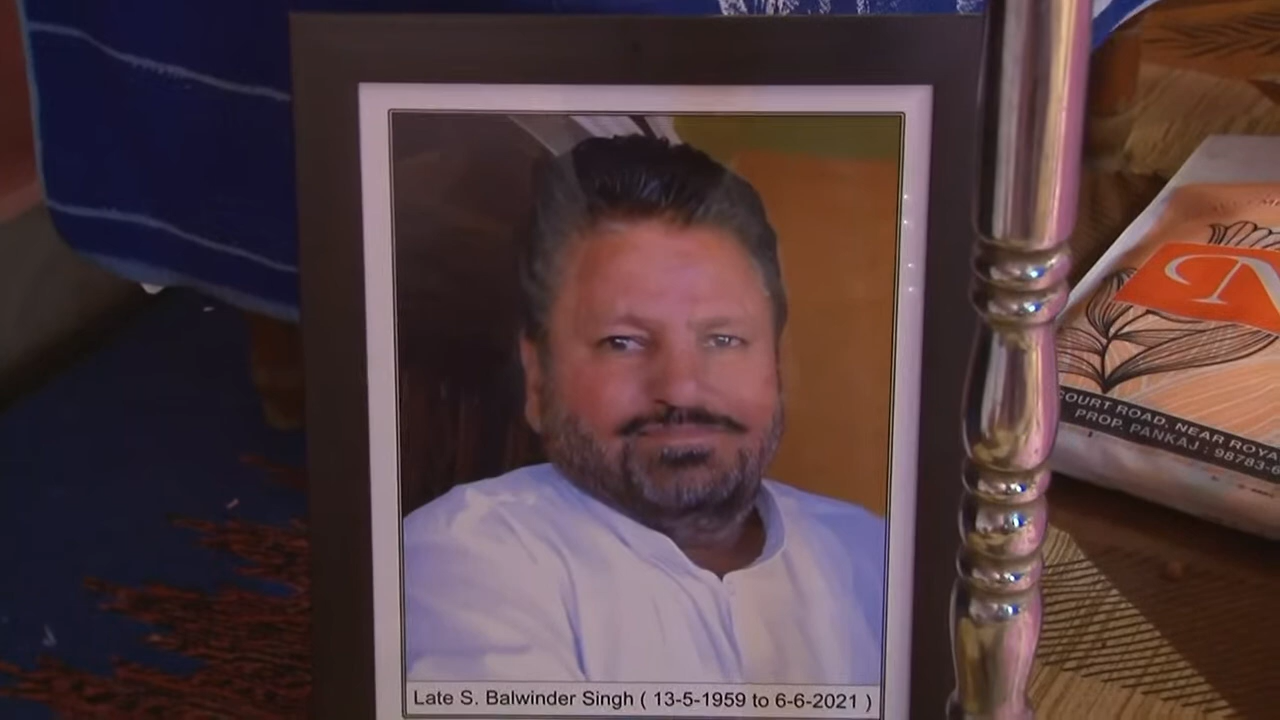 Late S. Balwinder Singh ( 13-5-1959 to 6-6-2021 )
N
COURT ROAD, NEAR ROYA
PROP. PANKAJ : 98783-6